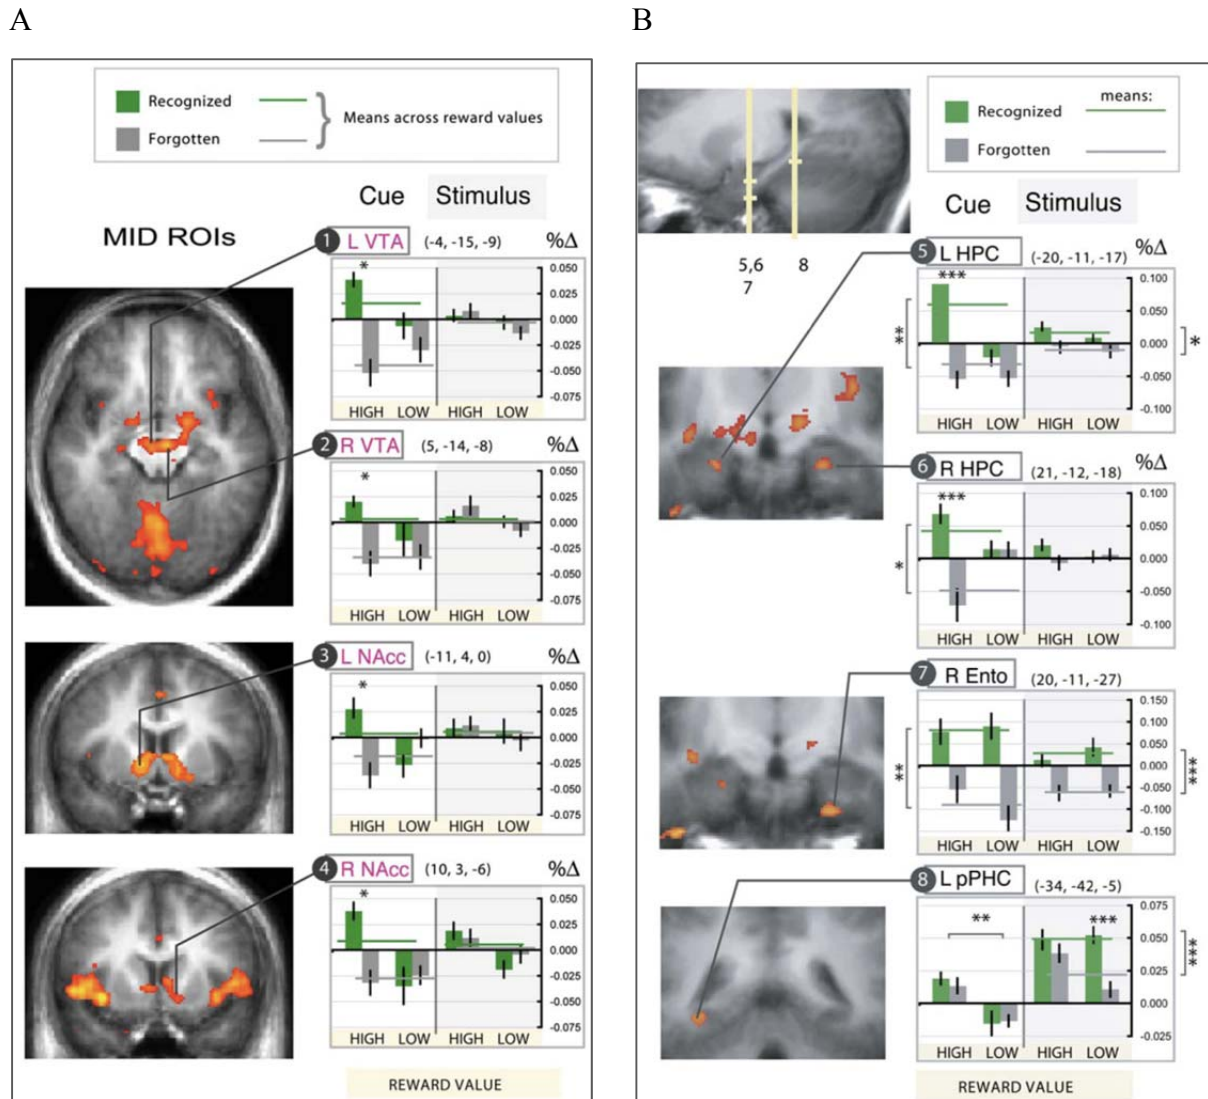 A
Recognized
Forgotten
Means across reward values
Cue Stimulus
MID ROIs
1 L VTA (-4, -15, -9) %Δ
*
0.050
0.025
0.000
-0.025
-0.050
-0.075
HIGH LOW HIGH LOW
2 R VTA (5, -14, -8) %Δ
*
0.050
0.025
0.000
-0.025
-0.050
-0.075
HIGH LOW HIGH LOW
3 L NAcc (-11, 4, 0) %Δ
*
0.050
0.025
0.000
-0.025
-0.050
-0.075
HIGH LOW HIGH LOW
4 R NAcc (10, 3, -6) %Δ
*
0.050
0.025
0.000
-0.025
-0.050
-0.075
HIGH LOW HIGH LOW
REWARD VALUE
B
means:
Recognized
Forgotten
Cue Stimulus
5,6 8
7
5 L HPC (-20, -11, -17) %Δ
***
**
*
0.100
0.050
0.000
-0.050
-0.100
HIGH LOW HIGH LOW
6 R HPC (21, -12, -18) %Δ
***
*
0.100
0.050
0.000
-0.050
-0.100
HIGH LOW HIGH LOW
7 R Ento (20, -11, -27)
**
***
0.150
0.100
0.050
0.000
-0.050
-0.100
-0.150
HIGH LOW HIGH LOW
8 L pPHC (-34, -42, -5)
** ***
***
0.075
0.050
0.025
0.000
-0.025
HIGH LOW HIGH LOW
REWARD VALUE